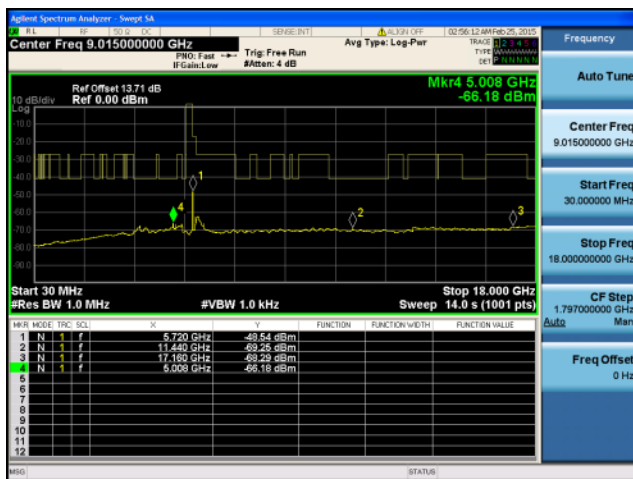 Agilent Spectrum Analyzer - Swept SA
RL RF 50 Ω DC SENSE:INT ALIGN OFF 02:56:12 AM Feb 25, 2015
Center Freq 9.015000000 GHz
PNO: Fast
IFGain:Low
Trig: Free Run
#Atten: 4 dB
Avg Type: Log-Pwr
TRACE 1 2 3 4 5 6
TYPE
DET P N N N N N
Ref Offset 13.71 dB
Ref 0.00 dBm
10 dB/div
Log
Mkr4 5.008 GHz
-66.18 dBm
-10.0
-20.0
-30.0
-40.0
-50.0
-60.0
-70.0
-80.0
-90.0
1
4
2
3
Start 30 MHz
#Res BW 1.0 MHz
#VBW 1.0 kHz
Stop 18.000 GHz
Sweep 14.0 s (1001 pts)
MKR MODE TRC SCL X Y FUNCTION FUNCTION WIDTH FUNCTION VALUE
1 N 1 f 5.720 GHz -48.54 dBm
2 N 1 f 11.440 GHz -69.25 dBm
3 N 1 f 17.160 GHz -68.29 dBm
4 N 1 f 5.008 GHz -66.18 dBm
5
6
7
8
9
10
11
12
MSG STATUS
Frequency
Auto Tune
Center Freq
9.015000000 GHz
Start Freq
30.000000 MHz
Stop Freq
18.000000000 GHz
CF Step
1.797000000 GHz
Auto Man
Freq Offset
0 Hz